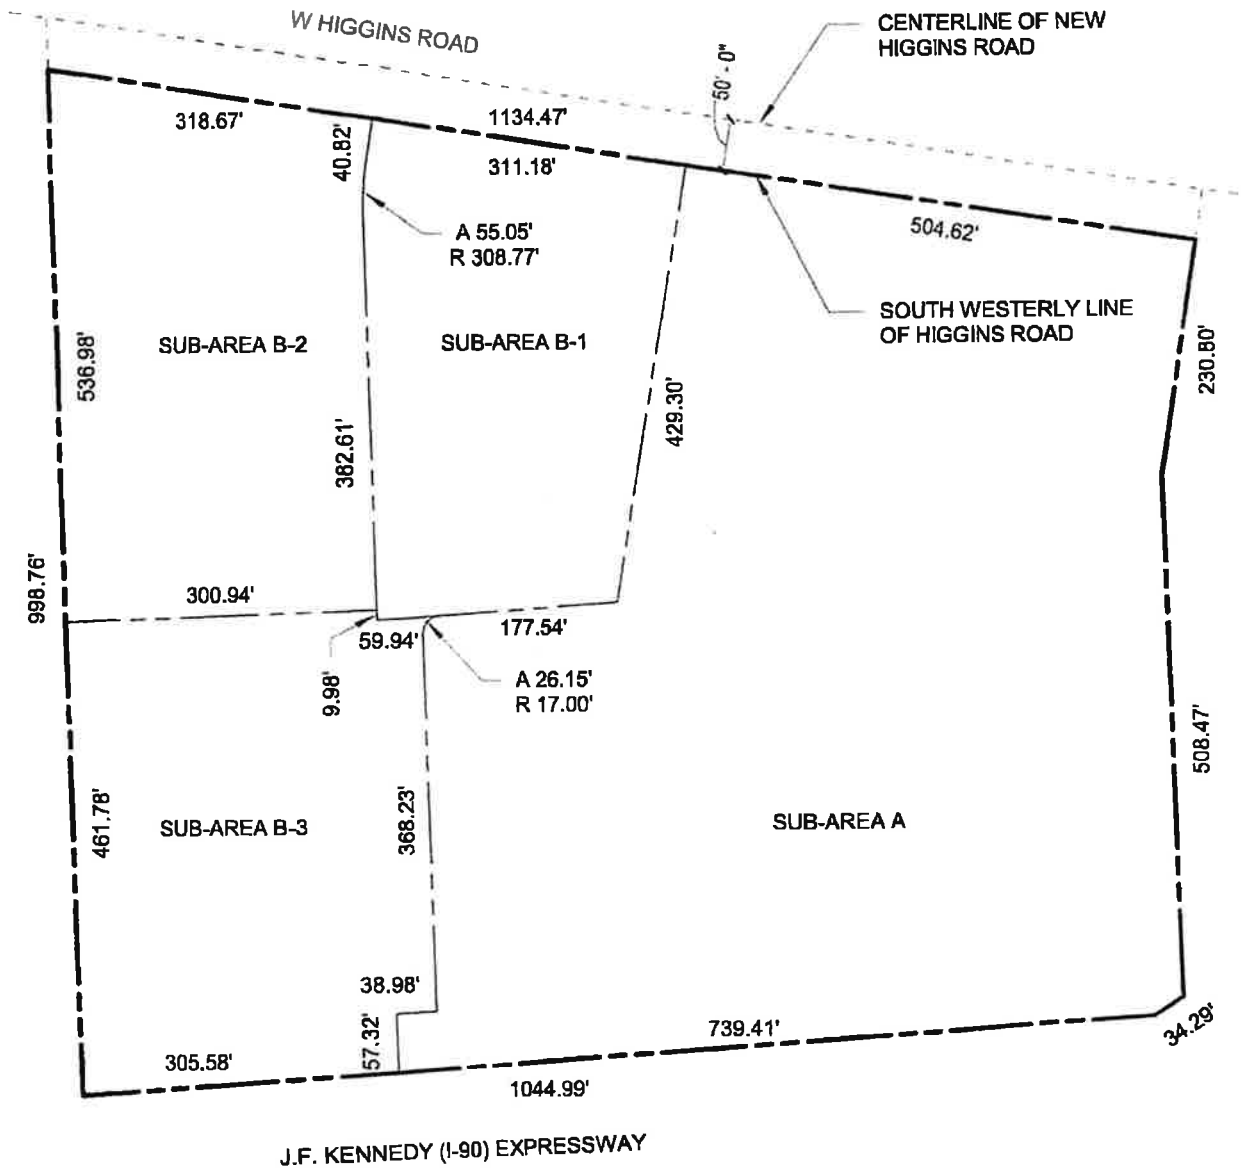 W HIGGINS ROAD
CENTERLINE OF NEW
HIGGINS ROAD
50' - 0"
318.67'
1134.47'
40.82'
311.18'
504.62'
A 55.05'
R 308.77'
SOUTH WESTERLY LINE
OF HIGGINS ROAD
SUB-AREA B-2
SUB-AREA B-1
536.98'
230.80'
429.30'
382.61'
998.76'
300.94'
59.94'
177.54'
9.98'
A 26.15'
R 17.00'
508.47'
461.78'
SUB-AREA B-3
368.23'
SUB-AREA A
38.98'
57.32'
739.41'
34.29'
305.58'
1044.99'
J.F. KENNEDY (I-90) EXPRESSWAY